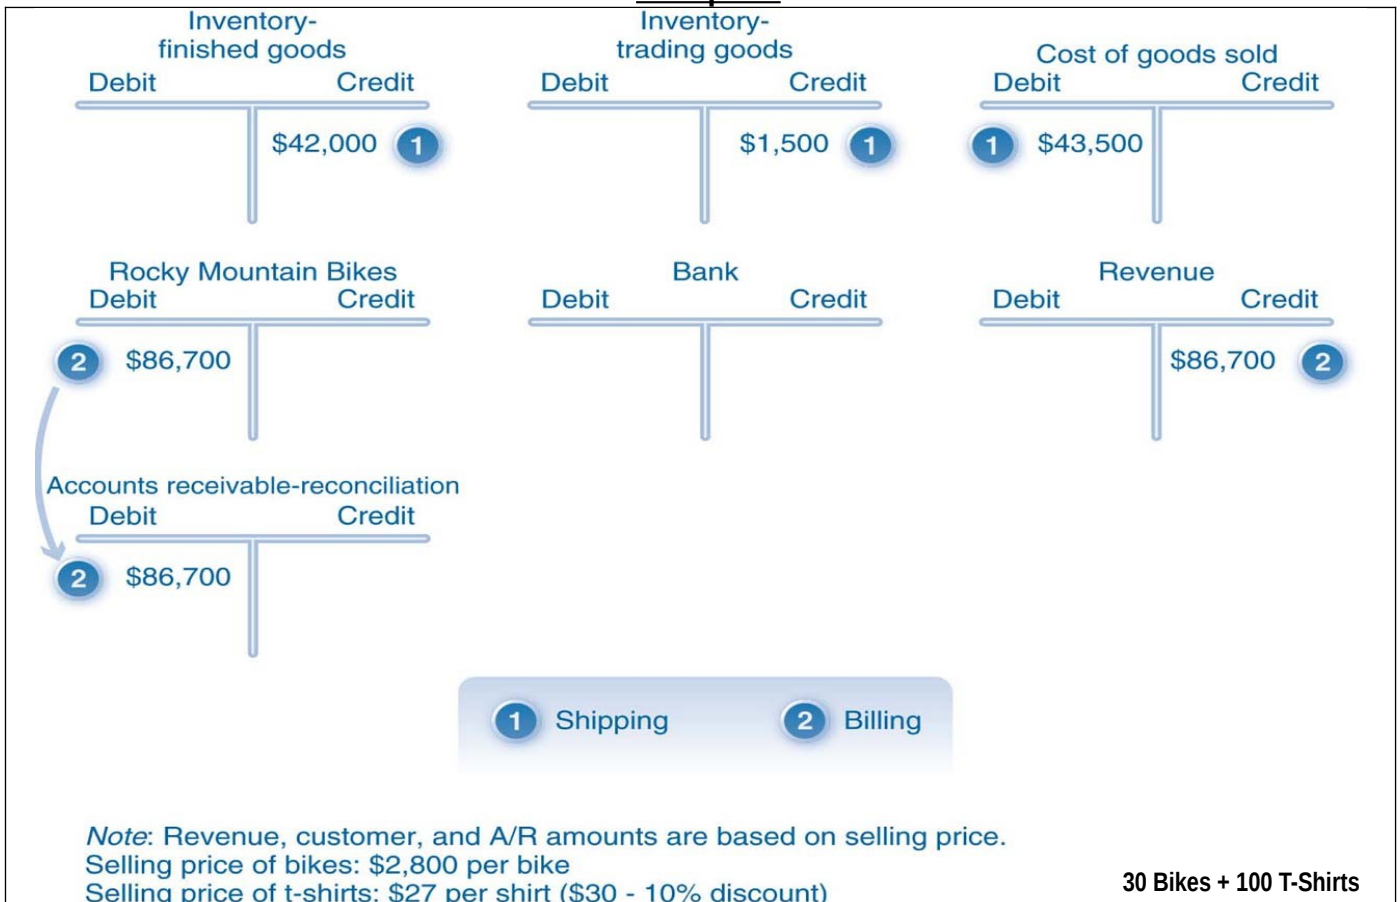 Inventory-
finished goods
Debit Credit
$42,000 1
Inventory-
trading goods
Debit Credit
$1,500 1
Cost of goods sold
Debit Credit
1 $43,500
Rocky Mountain Bikes
Debit Credit
2 $86,700
Bank
Debit Credit
Revenue
Debit Credit
$86,700 2
Accounts receivable-reconciliation
Debit Credit
2 $86,700
1 Shipping 2 Billing
Note: Revenue, customer, and A/R amounts are based on selling price.
Selling price of bikes: $2,800 per bike
Selling price of t-shirts: $27 per shirt ($30 - 10% discount)
30 Bikes + 100 T-Shirts